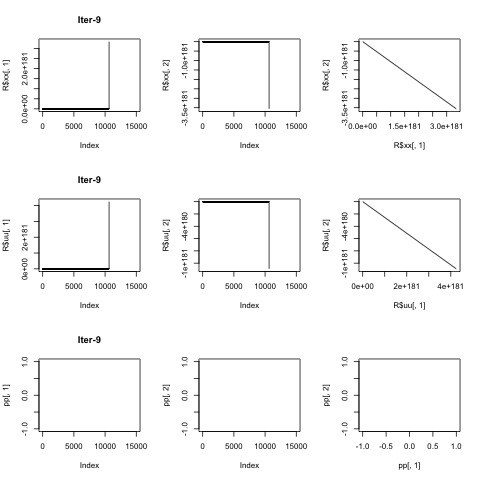 Iter-9
R$xx[, 1]
0.0e+00 2.0e+181
0 5000 10000 15000
Index
R$xx[, 2]
-3.5e+181 -1.0e+181
0 5000 10000 15000
Index
R$xx[, 2]
-3.5e+181 -1.0e+181
0.0e+00 1.5e+181 3.0e+181
R$xx[, 1]
Iter-9
R$uu[, 1]
0e+00 2e+181
0 5000 10000 15000
Index
R$uu[, 2]
-1e+181 -4e+180
0 5000 10000 15000
Index
R$uu[, 2]
-1e+181 -4e+180
0e+00 2e+181 4e+181
R$uu[, 1]
Iter-9
pp[, 1]
-1.0 0.0 1.0
0 5000 10000 15000
Index
pp[, 2]
-1.0 0.0 1.0
0 5000 10000 15000
Index
pp[, 2]
-1.0 0.0 1.0
-1.0 -0.5 0.0 0.5 1.0
pp[, 1]